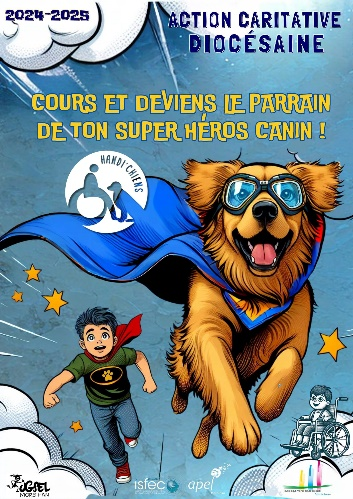 2024-2025
ACTION CARITATIVE
DIOCÉSAINE
COURS ET DEVIENS LE PARRAIN
DE TON SUPER HÉROS CANIN !
HANDI'CHIENS
UGSEL
MORBIHAN
isfec
apel